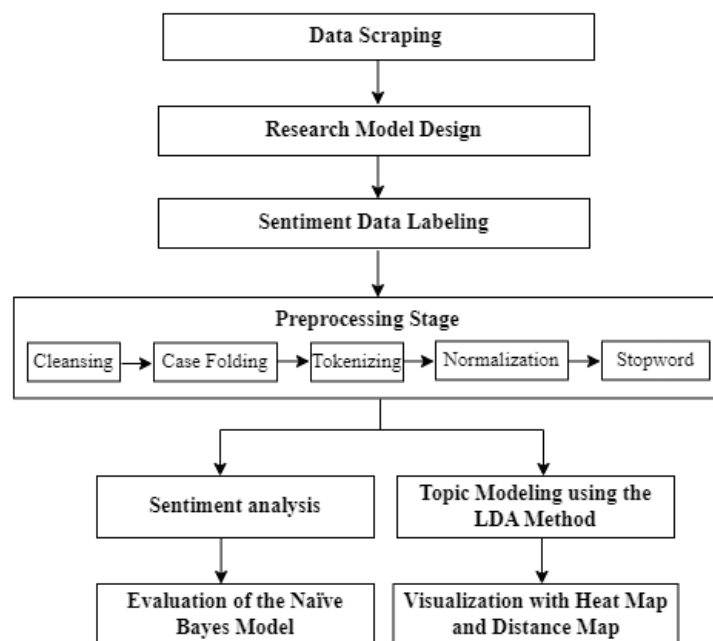 Data Scraping
Research Model Design
Sentiment Data Labeling
Preprocessing Stage
Cleansing
Case Folding
Tokenizing
Normalization
Stopword
Sentiment analysis
Topic Modeling using the
LDA Method
Evaluation of the Naïve
Bayes Model
Visualization with Heat Map
and Distance Map